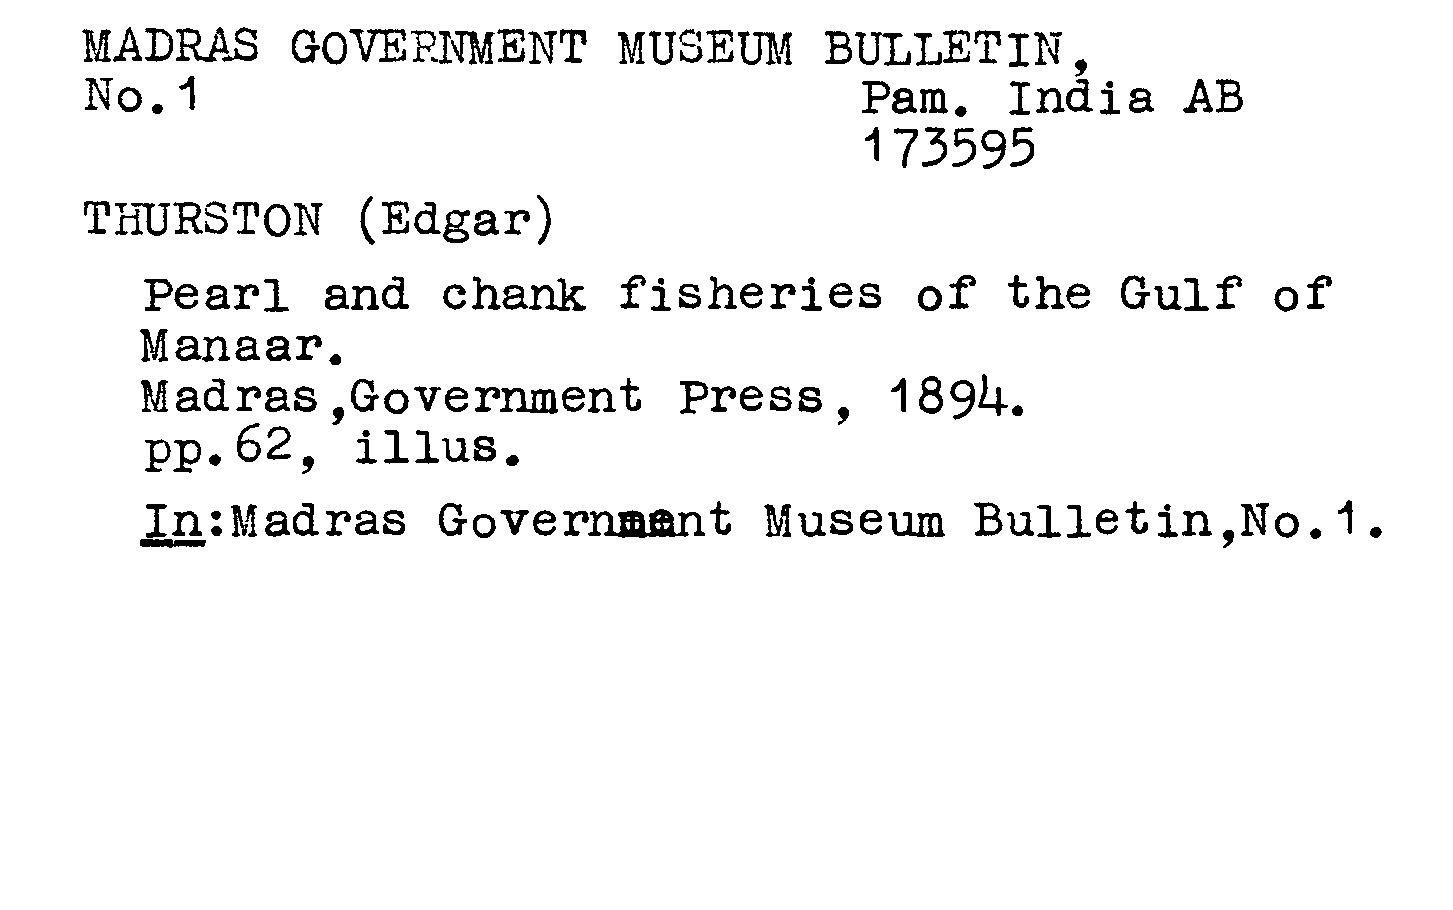 MADRAS GOVERNMENT MUSEUM BULLETIN,
No.1
Pam. India AB
173595
THURSTON (Edgar)
Pearl and chank fisheries of the Gulf of
Manaar.
Madras,Government Press, 1894.
pp.62, illus.
In:Madras Government Museum Bulletin,No.1.